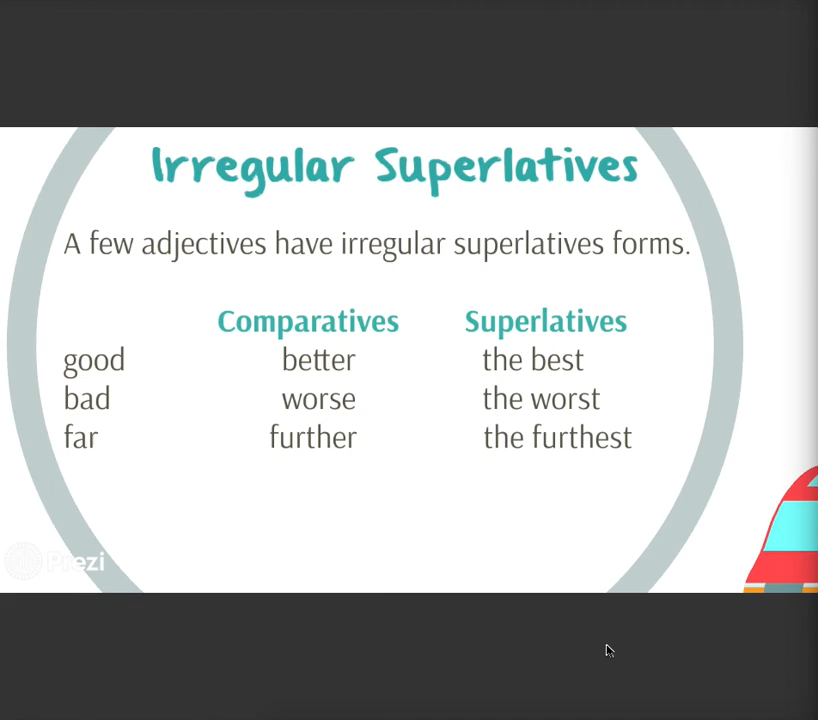 Irregular Superlatives
A few adjectives have irregular superlatives forms.
Comparatives Superlatives
good better the best
bad worse the worst
far further the furthest
Prezi